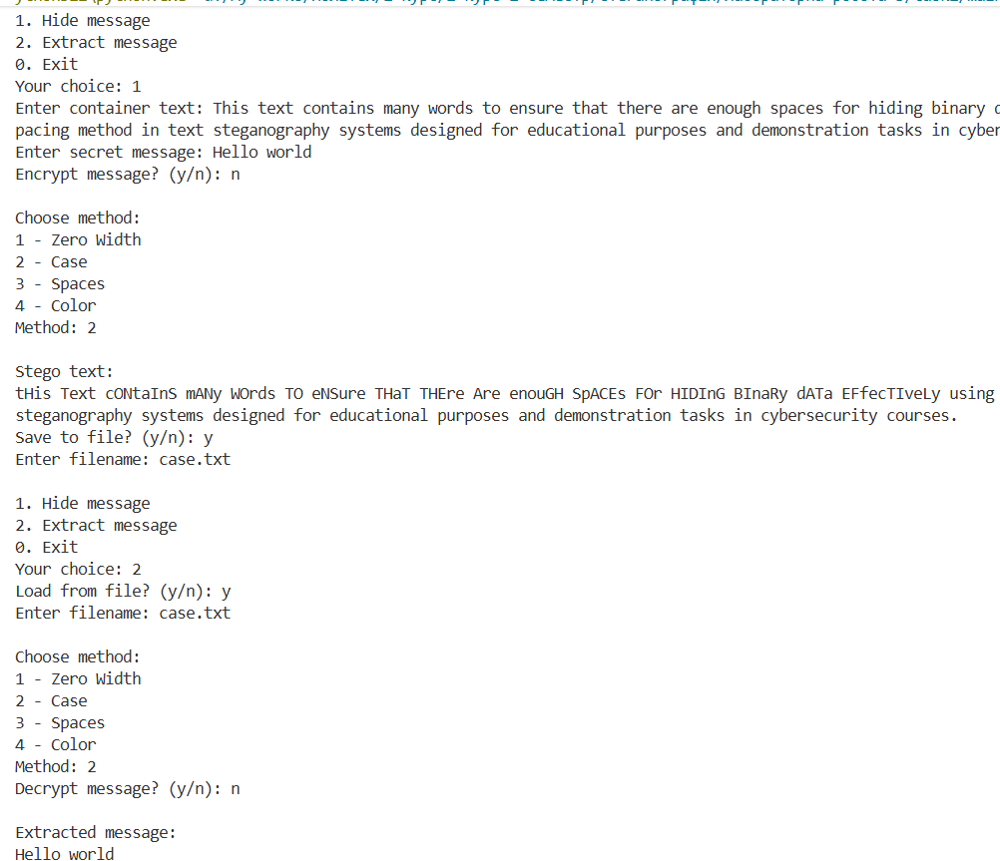 1. Hide message
2. Extract message
0. Exit
Your choice: 1
Enter container text: This text contains many words to ensure that there are enough spaces for hiding binary
pacing method in text steganography systems designed for educational purposes and demonstration tasks in cyber
Enter secret message: Hello world
Encrypt message? (y/n): n
Choose method:
1 - Zero Width
2 - Case
3 - Spaces
4 - Color
Method: 2
Stego text:
tHis Text cONtaInS mANy WOrds TO eNSure THaT THEre Are enouGH SpACEs FOr HIDInG BInaRy dATa EFfecTIveLy using
steganography systems designed for educational purposes and demonstration tasks in cybersecurity courses.
Save to file? (y/n): y
Enter filename: case.txt
1. Hide message
2. Extract message
0. Exit
Your choice: 2
Load from file? (y/n): y
Enter filename: case.txt
Choose method:
1 - Zero Width
2 - Case
3 - Spaces
4 - Color
Method: 2
Decrypt message? (y/n): n
Extracted message:
Hello world